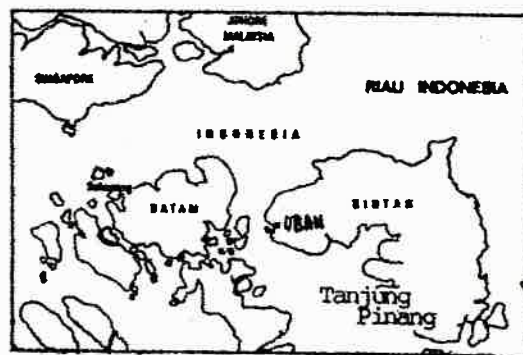 JOHORE
MALAYSIA
SINGAPORE
RIAU INDONESIA
INDONESIA
BATAM
UBAN
BINTAN
Tanjung
Pinang